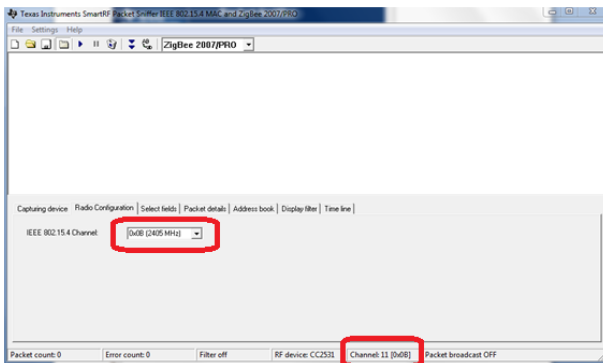 Texas Instruments SmartRF Packet Sniffer IEEE 802.15.4 MAC and ZigBee 2007/PRO
File Settings Help
ZigBee 2007/PRO
Capturing device Radio Configuration Select fields Packet details Address book Display filter Time line
IEEE 802.15.4 Channel: 0x0B (2405 MHz)
Packet count: 0 Error count: 0 Filter off RF device: CC2531 Channel: 11 [0x0B] Packet broadcast OFF